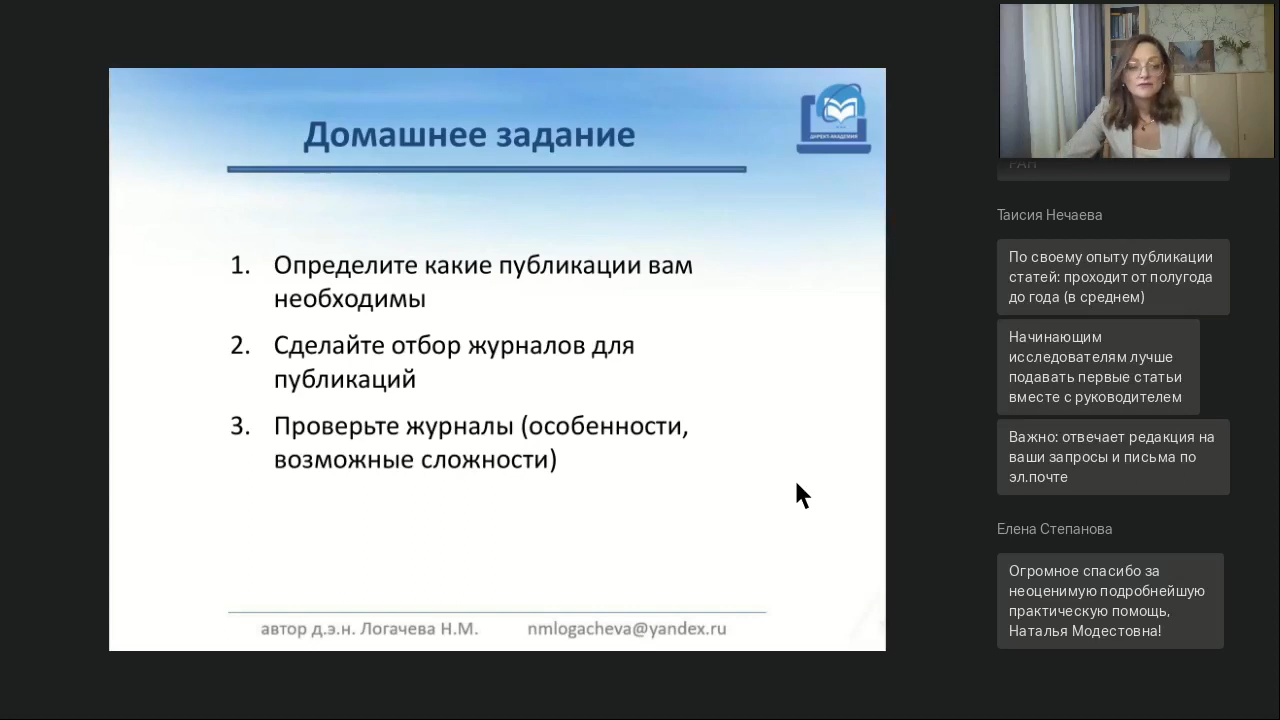 Домашнее задание
ДИРЕКТ-АКАДЕМИЯ
1. Определите какие публикации вам
необходимы
2. Сделайте отбор журналов для
публикаций
3. Проверьте журналы (особенности,
возможные сложности)
автор д.э.н. Логачева Н.М. nmlogacheva@yandex.ru
РАН
Таисия Нечаева
По своему опыту публикации
статей: проходит от полугода
до года (в среднем)
Начинающим
исследователям лучше
подавать первые статьи
вместе с руководителем
Важно: отвечает редакция на
ваши запросы и письма по
эл.почте
Елена Степанова
Огромное спасибо за
неоценимую подробнейшую
практическую помощь,
Наталья Модестовна!